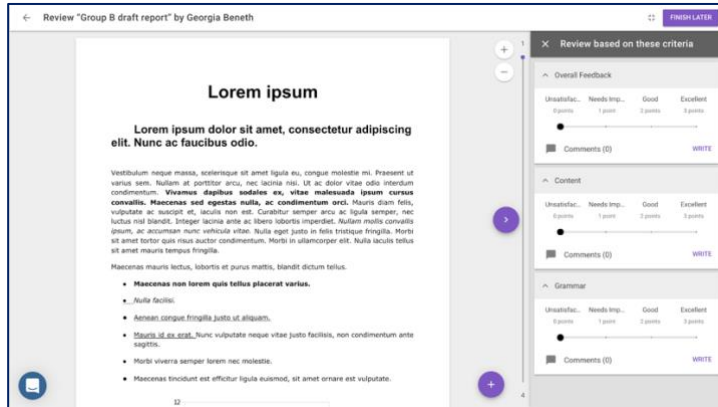 Review "Group B draft report" by Georgia Beneth
FINISH LATER
Lorem ipsum
Lorem ipsum dolor sit amet, consectetur adipiscing
elit. Nunc ac faucibus odio.
Vestibulum neque massa, scelerisque sit amet ligula eu, congue molestie mi. Praesent ut
varius sem. Nullam at porttitor arcu, nec lacinia nisi. Ut ac dolor vitae odio interdum
condimentum. Vivamus dapibus sodales ex, vitae malesuada ipsum cursus
convallis. Maecenas sed egestas nulla, ac condimentum orci. Mauris diam felis,
vulputate ac suscipit et, iaculis non est. Curabitur semper arcu ac ligula semper, nec
luctus nisl blandit. Integer lacinia ante ac libero lobortis imperdiet. Nullam mollis convallis
ipsum, ac accumsan nunc vehicula vitae. Nulla eget justo in felis tristique fringilla. Morbi
sit amet tortor quis risus auctor condimentum. Morbi in ullamcorper elit. Nulla iaculis tellus
sit amet mauris tempus fringilla.
Maecenas mauris lectus, lobortis et purus mattis, blandit dictum tellus.
• Maecenas non lorem quis tellus placerat varius.
• Nulla facilisi.
• Aenean congue fringilla justo ut aliquam.
• Mauris id ex erat. Nunc vulputate neque vitae justo facilisis, non condimentum ante
sagittis.
• Morbi viverra semper lorem nec molestie.
• Maecenas tincidunt est efficitur ligula euismod, sit amet ornare est vulputate.
12
1
4
Review based on these criteria
Overall Feedback
Unsatisfac... Needs Imp... Good Excellent
0 points 1 point 2 points 3 points
Comments (0) WRITE
Content
Unsatisfac... Needs Imp... Good Excellent
0 points 1 point 2 points 3 points
Comments (0) WRITE
Grammar
Unsatisfac... Needs Imp... Good Excellent
0 points 1 point 2 points 3 points
Comments (0) WRITE